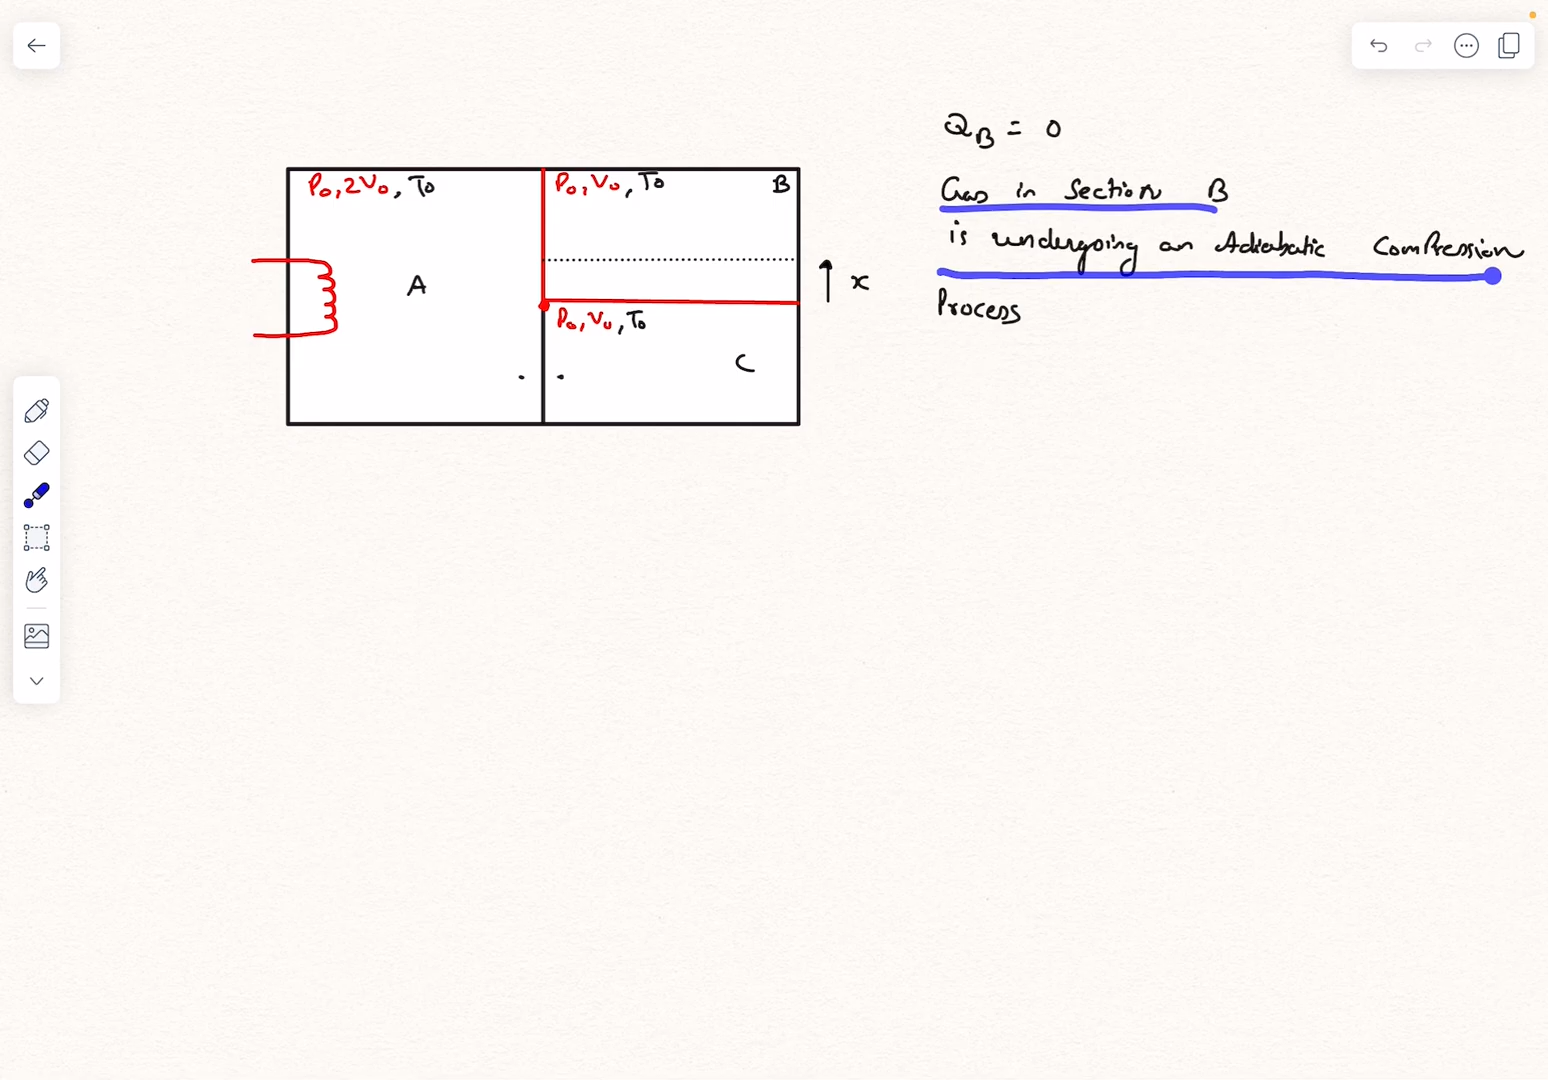 P₀, 2V₀, T₀
P₀, V₀, T₀
B
A
x
P₀, V₀, T₀
C
Q_B = 0
Gas in Section B
is undergoing an Adiabatic Compression
Process